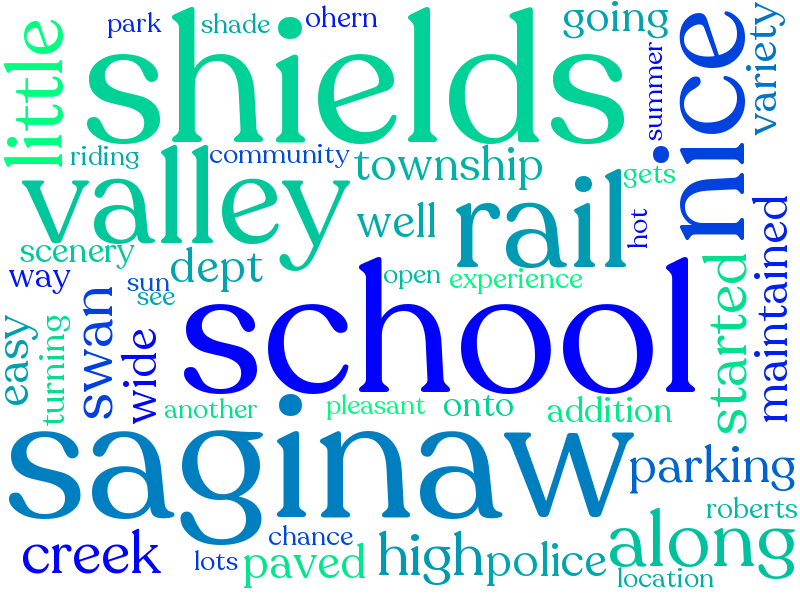 park shade ohern going
little shields nice variety summer
riding community township gets
valley well rail hot
scenery dept open experience
way sun see
easy turning swan wide school started maintained
another pleasant onto addition
saginaw parking
roberts
creek chance lots paved high police along
location